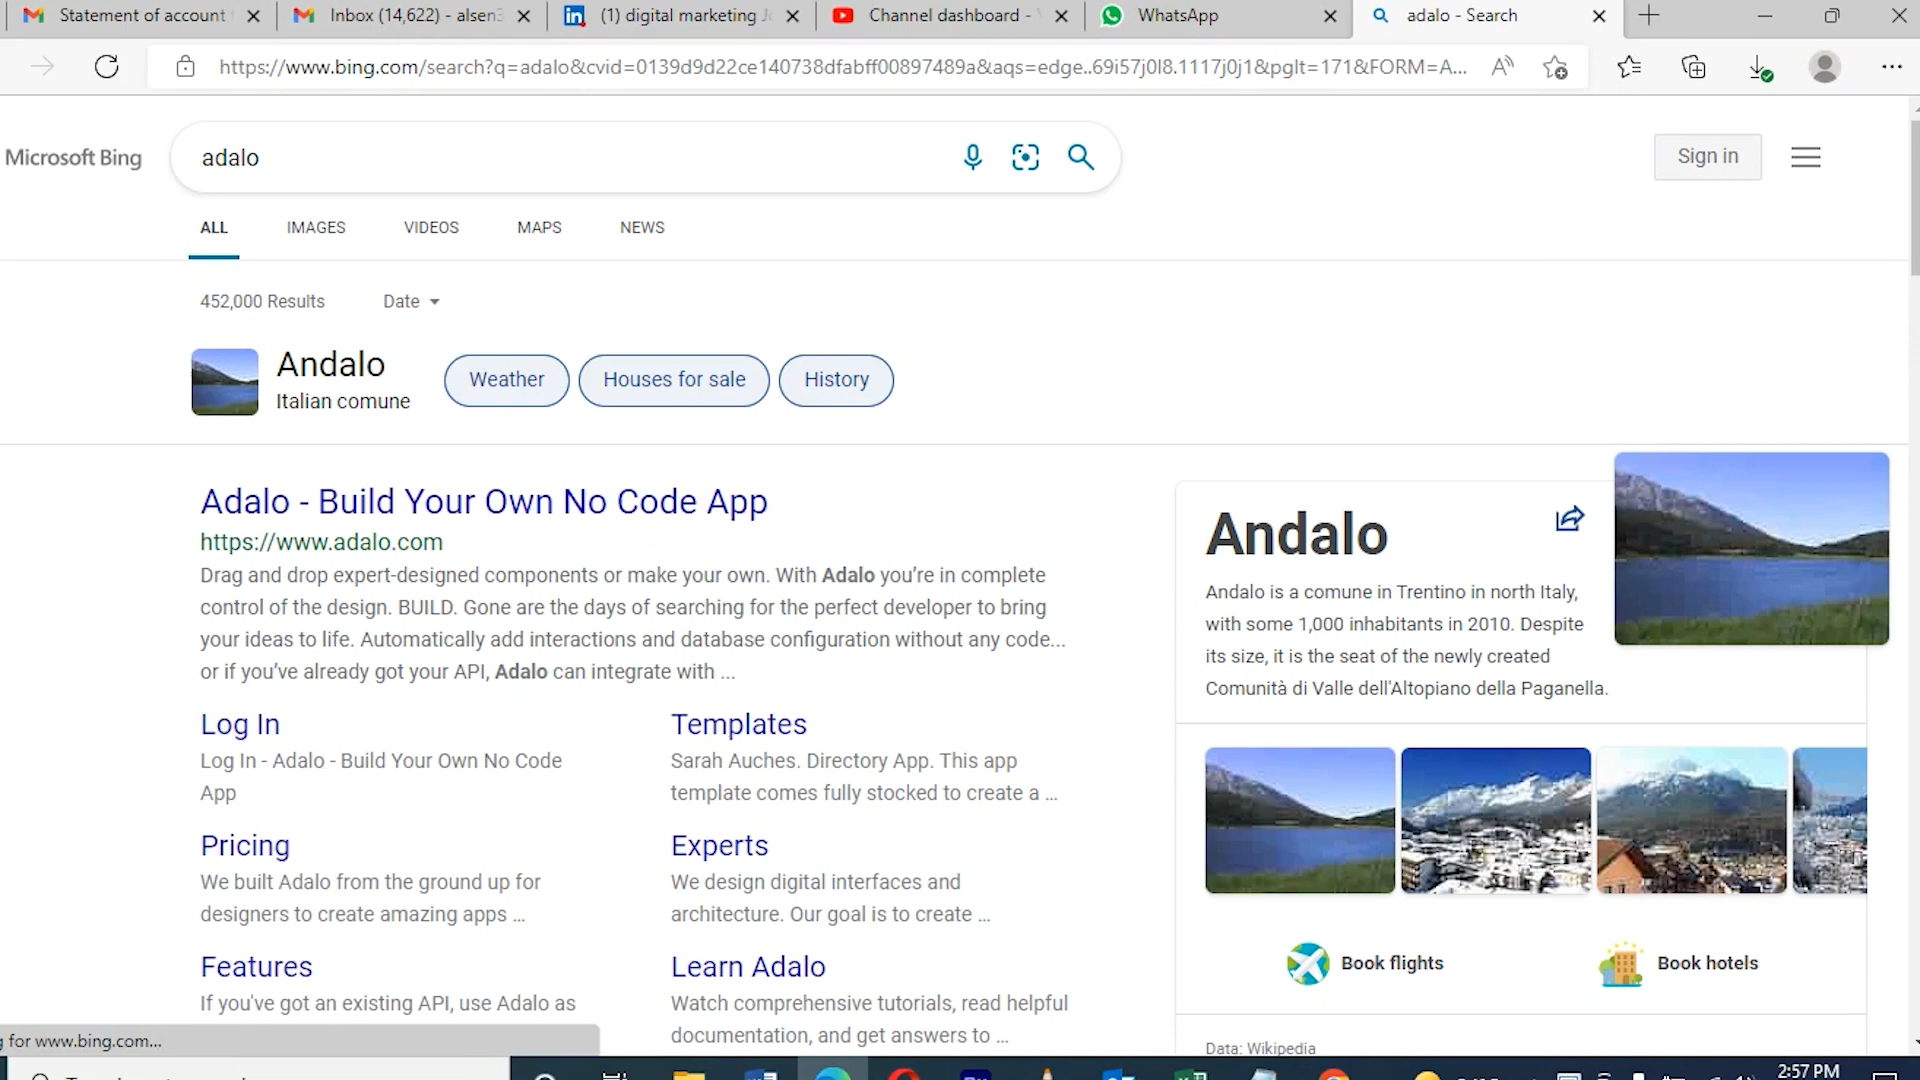 Statement of account
Inbox (14,622) - alsen3
(1) digital marketing Jo
Channel dashboard -
WhatsApp
adalo - Search
https://www.bing.com/search?q=adalo&cvid=0139d9d22ce140738dfabff00897489a&aqs=edge..69i57j0l8.1117j0j1&pglt=171&FORM=A...
Microsoft Bing
adalo
Sign in
ALL
IMAGES
VIDEOS
MAPS
NEWS
452,000 Results
Date
Andalo
Italian comune
Weather
Houses for sale
History
Adalo - Build Your Own No Code App
https://www.adalo.com
Drag and drop expert-designed components or make your own. With Adalo you’re in complete
control of the design. BUILD. Gone are the days of searching for the perfect developer to bring
your ideas to life. Automatically add interactions and database configuration without any code...
or if you’ve already got your API, Adalo can integrate with ...
Log In
Log In - Adalo - Build Your Own No Code
App
Templates
Sarah Auches. Directory App. This app
template comes fully stocked to create a ...
Pricing
We built Adalo from the ground up for
designers to create amazing apps ...
Experts
We design digital interfaces and
architecture. Our goal is to create ...
Features
If you've got an existing API, use Adalo as
Learn Adalo
Watch comprehensive tutorials, read helpful
documentation, and get answers to ...
Andalo
Andalo is a comune in Trentino in north Italy,
with some 1,000 inhabitants in 2010. Despite
its size, it is the seat of the newly created
Comunità di Valle dell'Altopiano della Paganella.
Book flights
Book hotels
Data: Wikipedia
g for www.bing.com...
2:57 PM